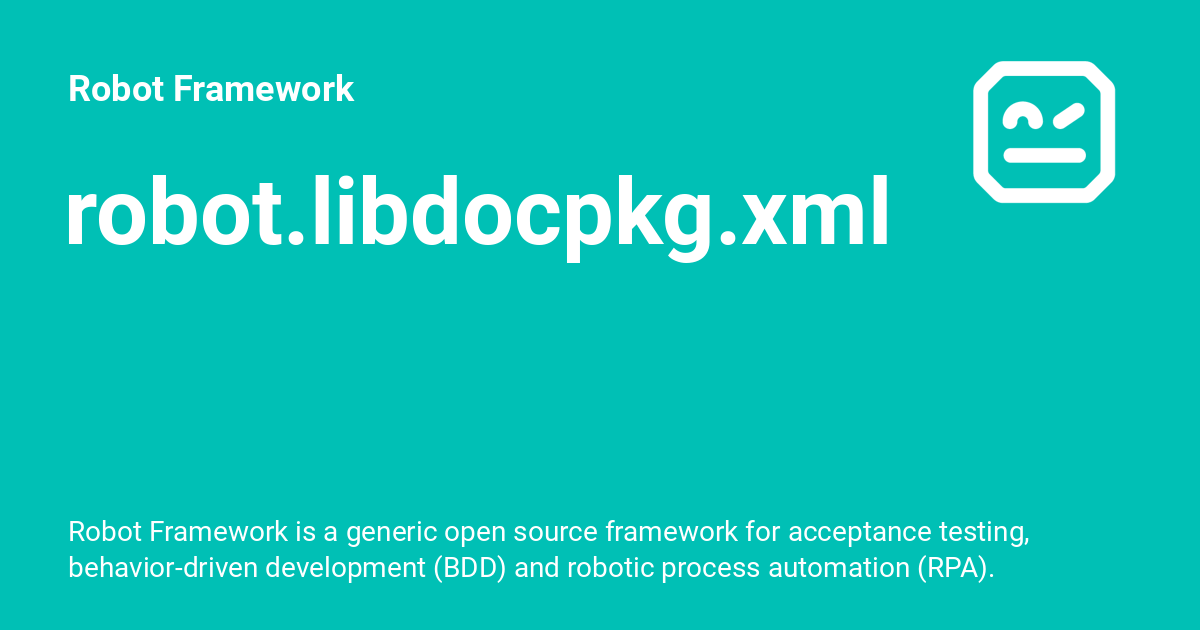 Robot Framework
robot.libdocpkg.xml
Robot Framework is a generic open source framework for acceptance testing,
behavior-driven development (BDD) and robotic process automation (RPA).